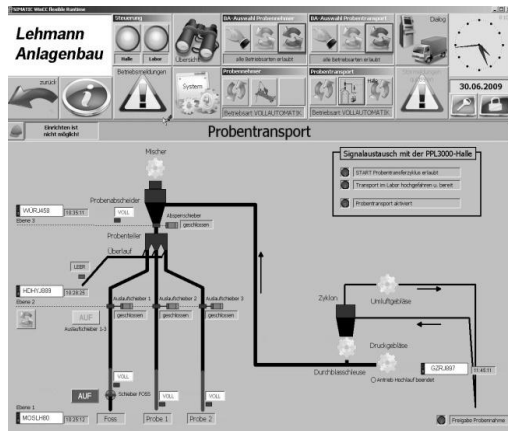 SIMATIC WinCC flexible Runtime
Lehmann
Anlagenbau
Steuerung
Halle
Labor
Übersicht
BA-Auswahl Probennehmer
alle Betriebsarten erlaubt
BA-Auswahl Probentransport
alle Betriebsarten erlaubt
Dialog
zurück
Betriebsmeldungen
System
Probennehmer
Betriebsart VOLLAUTOMATIK
Probentransport
Betriebsart VOLLAUTOMATIK
30.06.2009
Einrichten ist
nicht möglich!
Probentransport
Mischer
Signalaustausch mit der PPL3000-Halle
START Probentransferzyklus erlaubt
Transport im Labor hochgefahren u. bereit
Probentransport aktiviert
Probenabscheider
WÜRJ458
VOLL
Ebene 3
Absperrschieber
geschlossen
Probenteiler
Überlauf
LEER
HDHYJ889
Ebene 2
Auslaufschieber 1
Auslaufschieber 2
Auslaufschieber 3
geschlossen
geschlossen
geschlossen
AUF
Auslaufschieber 1-3
Zyklon
Umluftgebläse
Druckgebläse
Durchblasschleuse
Antrieb Hochlauf beendet
GZRJ897
VOLL
AUF
Schieber FOSS
VOLL
VOLL
Ebene 1
MOSLH80
Foss
Probe 1
Probe 2
Freigabe Probennahme